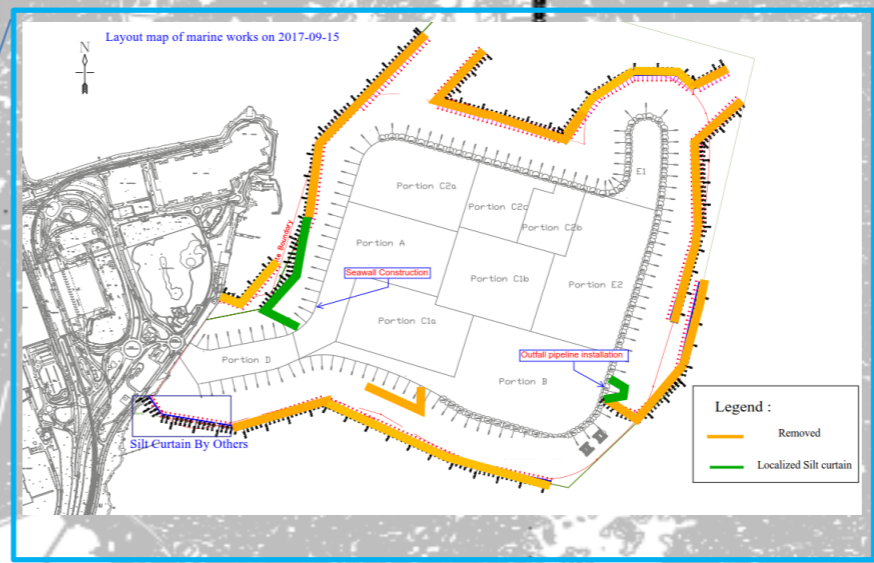 Layout map of marine works on 2017-09-15
N
E1
Portion C2a
Portion C2c
Portion C2b
Portion A
Seawall Construction
Portion C1b
Portion E2
Portion C1a
Portion D
Outfall pipeline installation
Portion B
Silt Curtain By Others
Legend :
Removed
Localized Silt curtain
Boundary